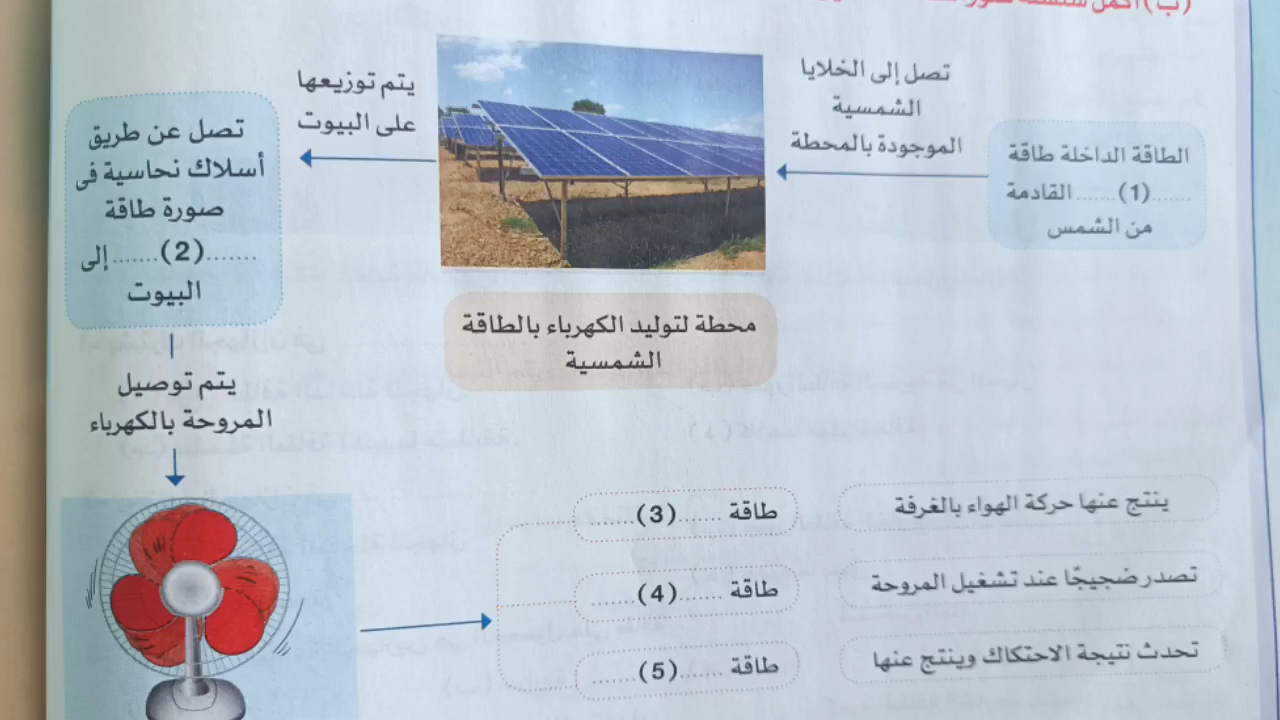 (ب) أكمل سلسلة
تصل إلى الخلايا
الشمسية
الموجودة بالمحطة
الطاقة الداخلة طاقة
......(1)...... القادمة
من الشمس
يتم توزيعها
على البيوت
تصل عن طريق
أسلاك نحاسية فى
صورة طاقة
.......(2)....... إلى
البيوت
محطة لتوليد الكهرباء بالطاقة
الشمسية
يتم توصيل
المروحة بالكهرباء
ينتج عنها حركة الهواء بالغرفة
طاقة ......(3)......
تصدر ضجيجًا عند تشغيل المروحة
طاقة ......(4)......
تحدث نتيجة الاحتكاك وينتج عنها
طاقة ......(5)......